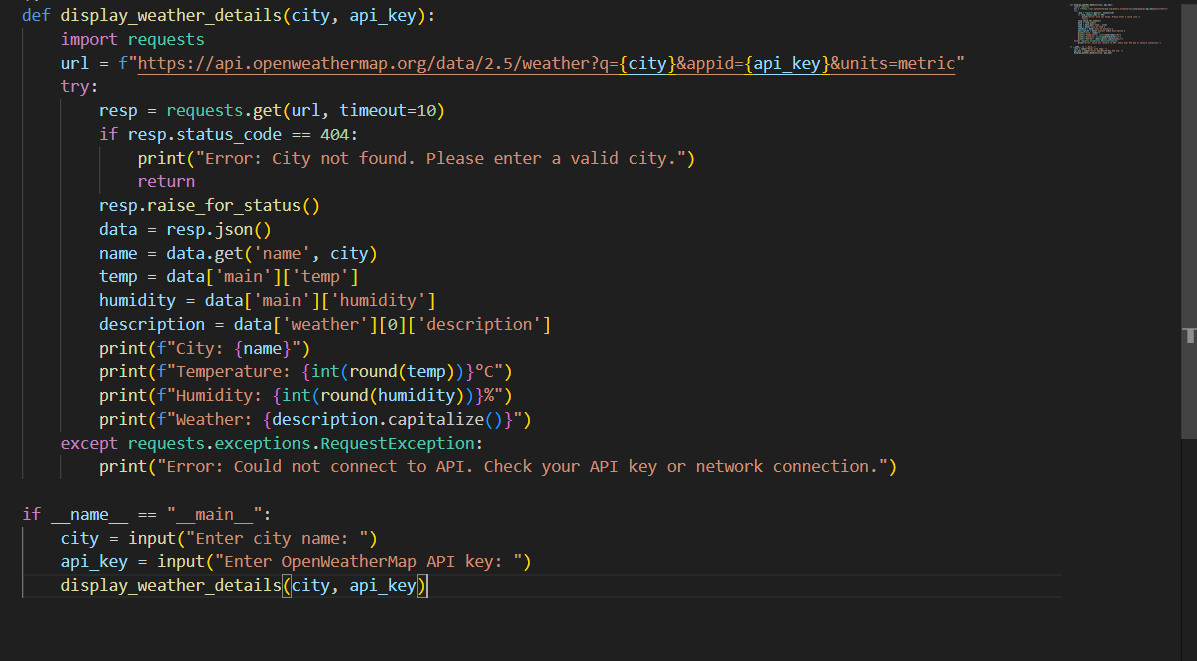 def display_weather_details(city, api_key):
    import requests
    url = f"https://api.openweathermap.org/data/2.5/weather?q={city}&appid={api_key}&units=metric"
    try:
        resp = requests.get(url, timeout=10)
        if resp.status_code == 404:
            print("Error: City not found. Please enter a valid city.")
            return
        resp.raise_for_status()
        data = resp.json()
        name = data.get('name', city)
        temp = data['main']['temp']
        humidity = data['main']['humidity']
        description = data['weather'][0]['description']
        print(f"City: {name}")
        print(f"Temperature: {int(round(temp))}°C")
        print(f"Humidity: {int(round(humidity))}%")
        print(f"Weather: {description.capitalize()}")
    except requests.exceptions.RequestException:
        print("Error: Could not connect to API. Check your API key or network connection.")

if __name__ == "__main__":
    city = input("Enter city name: ")
    api_key = input("Enter OpenWeatherMap API key: ")
    display_weather_details(city, api_key)